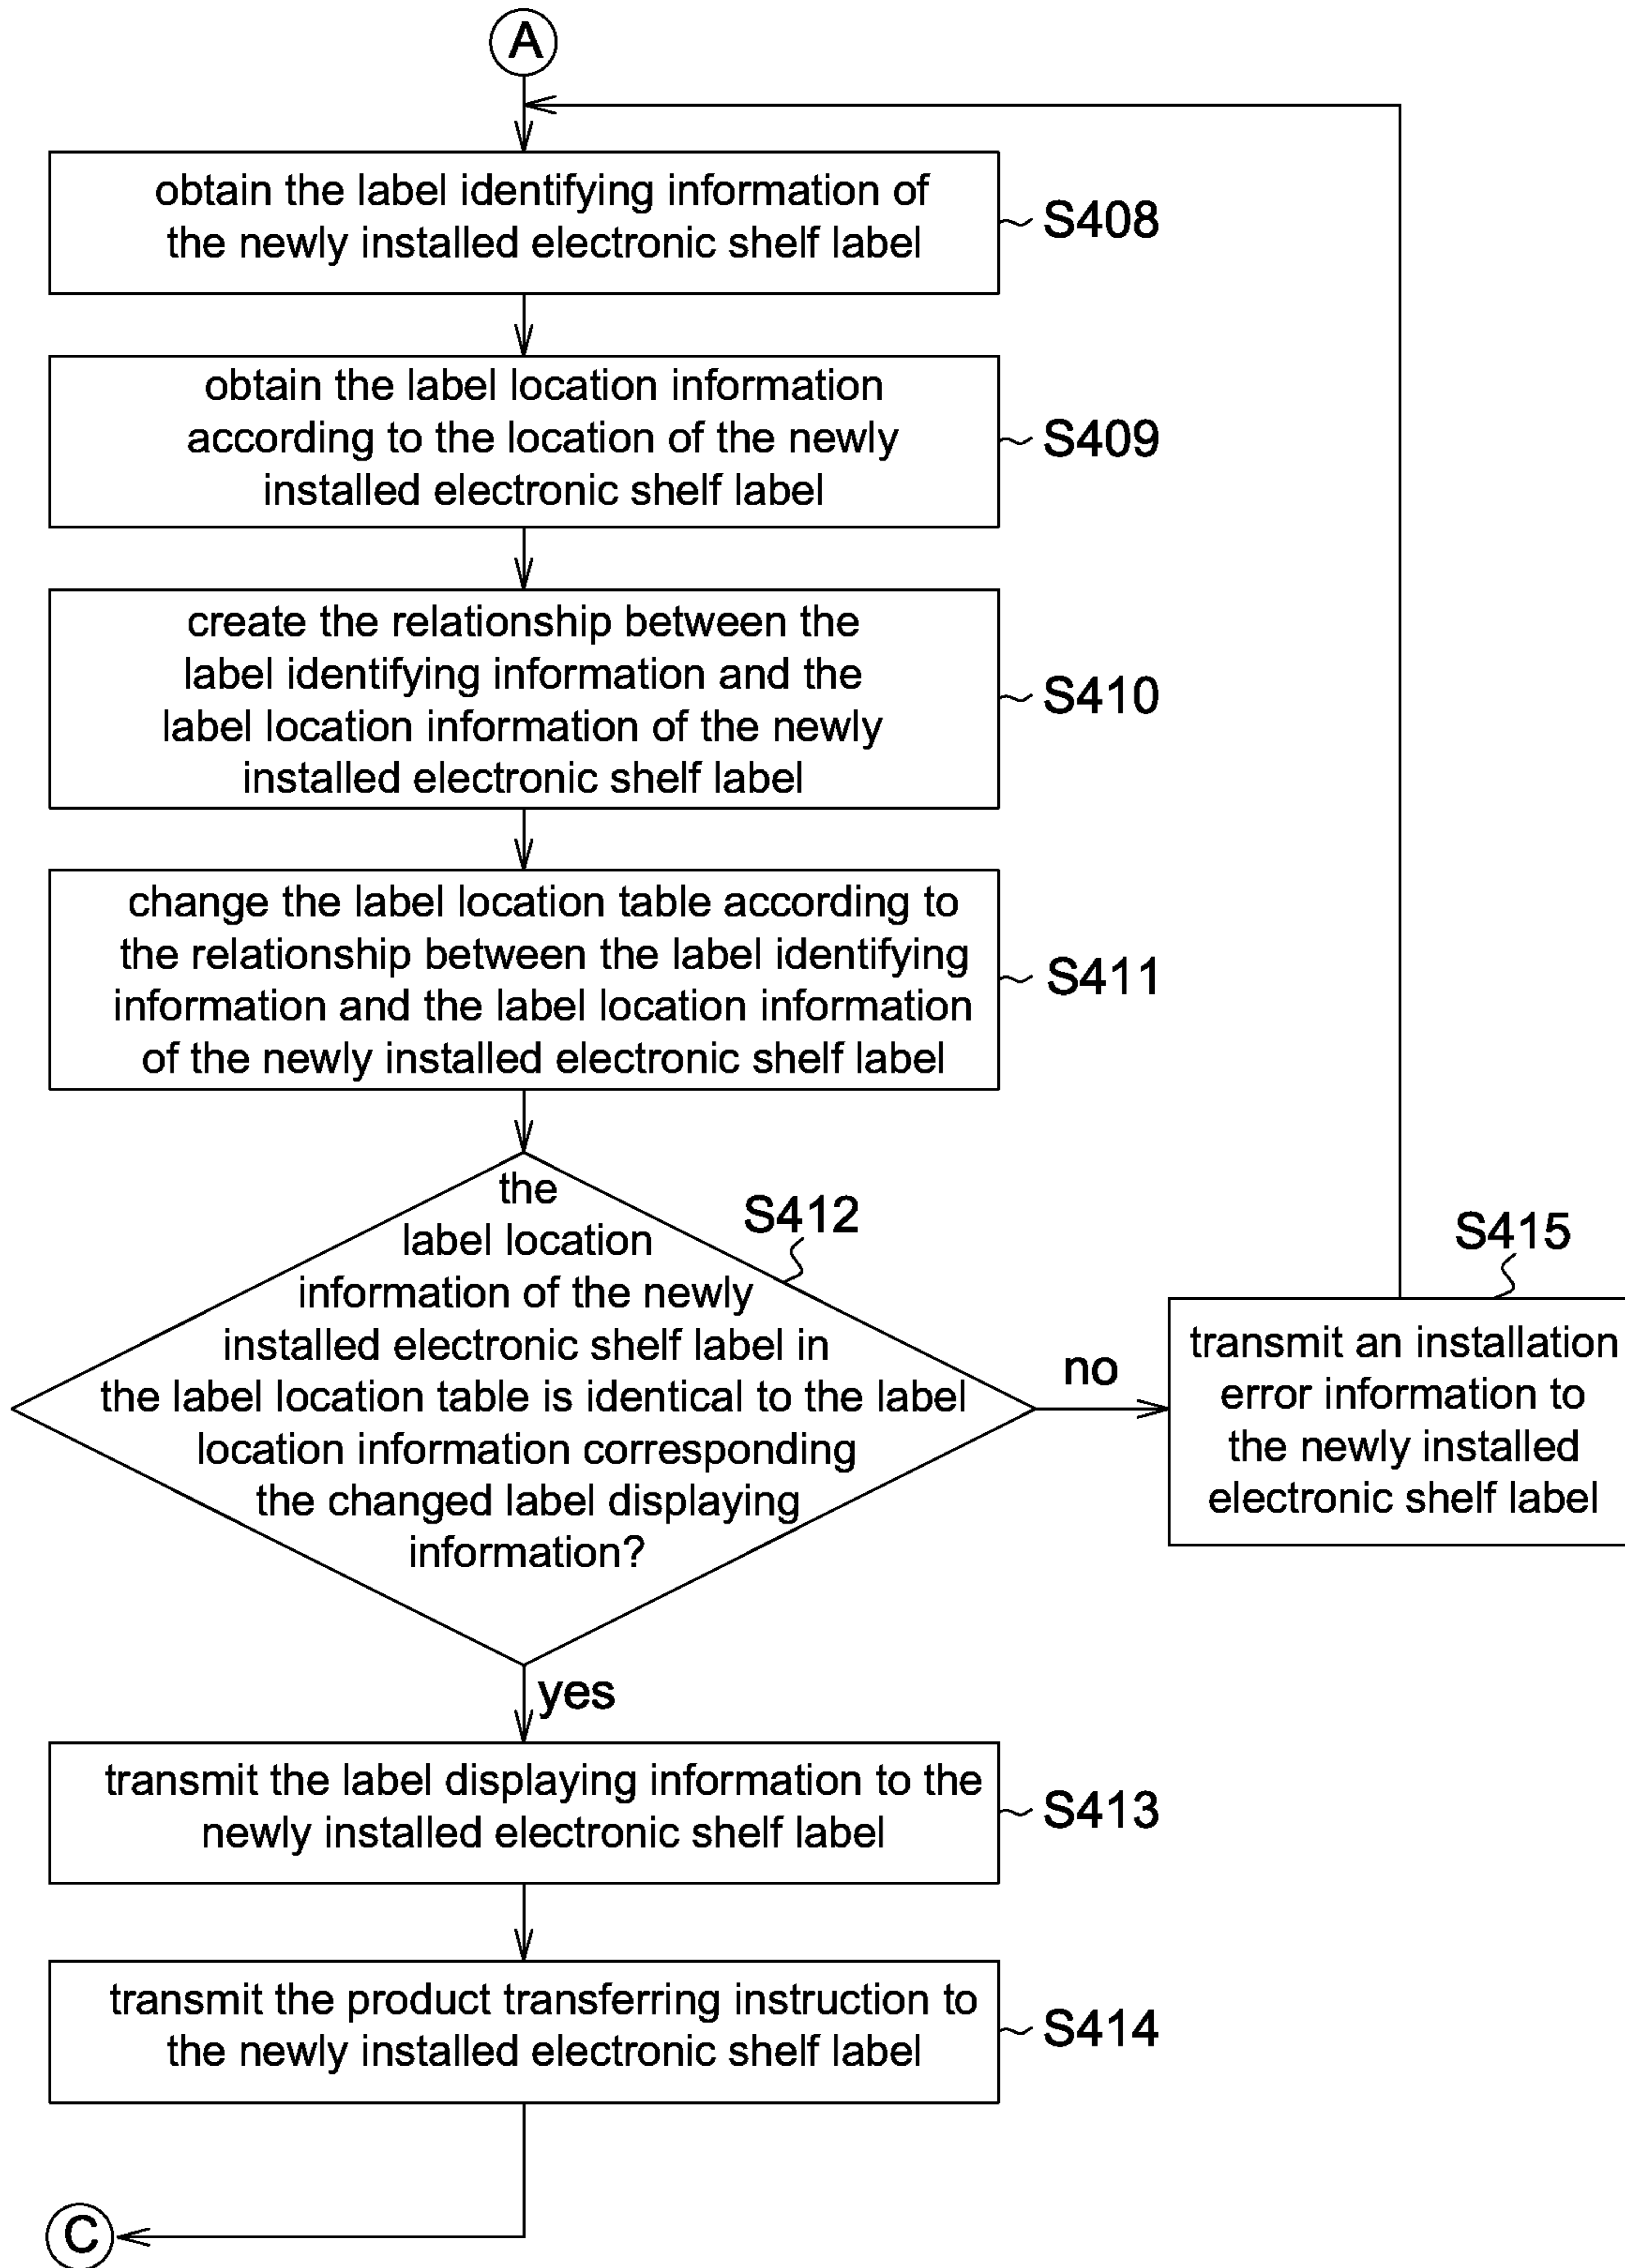 A
obtain the label identifying information of
the newly installed electronic shelf label
S408
obtain the label location information
according to the location of the newly
installed electronic shelf label
S409
create the relationship between the
label identifying information and the
label location information of the newly
installed electronic shelf label
S410
change the label location table according to
the relationship between the label identifying
information and the label location information
of the newly installed electronic shelf label
S411
the
label location
information of the newly
installed electronic shelf label in
the label location table is identical to the label
location information corresponding
the changed label displaying
information?
S412
no
S415
transmit an installation
error information to
the newly installed
electronic shelf label
yes
transmit the label displaying information to the
newly installed electronic shelf label
S413
transmit the product transferring instruction to
the newly installed electronic shelf label
S414
C